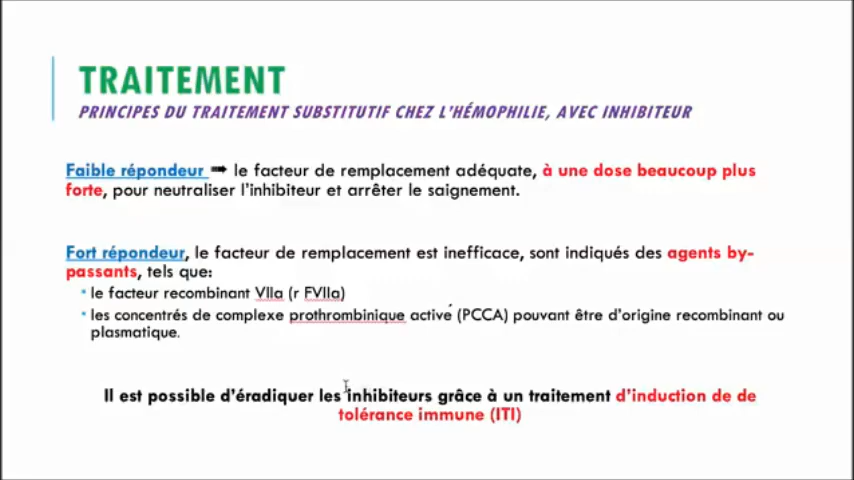 TRAITEMENT
PRINCIPES DU TRAITEMENT SUBSTITUTIF CHEZ L'HÉMOPHILIE, AVEC INHIBITEUR
Faible répondeur ➡ le facteur de remplacement adéquate, à une dose beaucoup plus
forte, pour neutraliser l'inhibiteur et arrêter le saignement.
Fort répondeur, le facteur de remplacement est inefficace, sont indiqués des agents by-
passants, tels que:
▪ le facteur recombinant VIIa (r FVIIa)
▪ les concentrés de complexe prothrombinique activé (PCCA) pouvant être d'origine recombinant ou
plasmatique.
Il est possible d'éradiquer les inhibiteurs grâce à un traitement d'induction de de
tolérance immune (ITI)